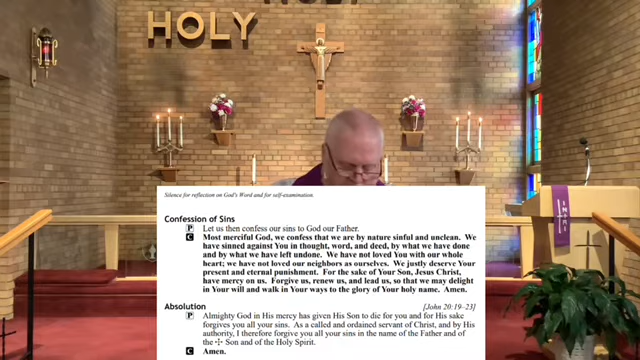 HOLY
HOLY
Silence for reflection on God's Word and for self-examination.
Confession of Sins
P Let us then confess our sins to God our Father.
C Most merciful God, we confess that we are by nature sinful and unclean. We
have sinned against You in thought, word, and deed, by what we have done
and by what we have left undone. We have not loved You with our whole
heart; we have not loved our neighbors as ourselves. We justly deserve Your
present and eternal punishment. For the sake of Your Son, Jesus Christ,
have mercy on us. Forgive us, renew us, and lead us, so that we may delight
in Your will and walk in Your ways to the glory of Your holy name. Amen.
Absolution [John 20:19–23]
P Almighty God in His mercy has given His Son to die for you and for His sake
forgives you all your sins. As a called and ordained servant of Christ, and by His
authority, I therefore forgive you all your sins in the name of the Father and of
the ☩ Son and of the Holy Spirit.
C Amen.